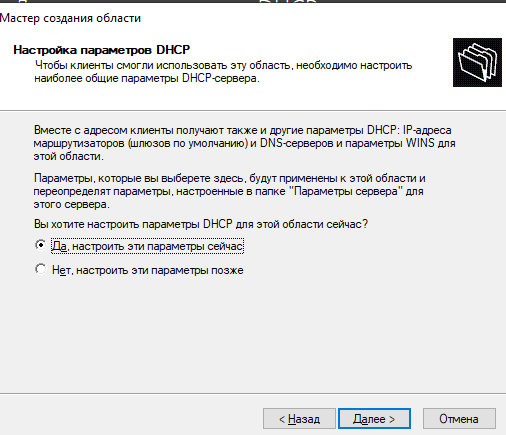 Мастер создания области
Настройка параметров DHCP
Чтобы клиенты смогли использовать эту область, необходимо настроить
наиболее общие параметры DHCP-сервера.
Вместе с адресом клиенты получают также и другие параметры DHCP: IP-адреса
маршрутизаторов (шлюзов по умолчанию) и DNS-серверов и параметры WINS для
этой области.
Параметры, которые вы выберете здесь, будут применены к этой области и
переопределят параметры, настроенные в папке "Параметры сервера" для
этого сервера.
Вы хотите настроить параметры DHCP для этой области сейчас?
Да, настроить эти параметры сейчас
Нет, настроить эти параметры позже
< Назад
Далее >
Отмена